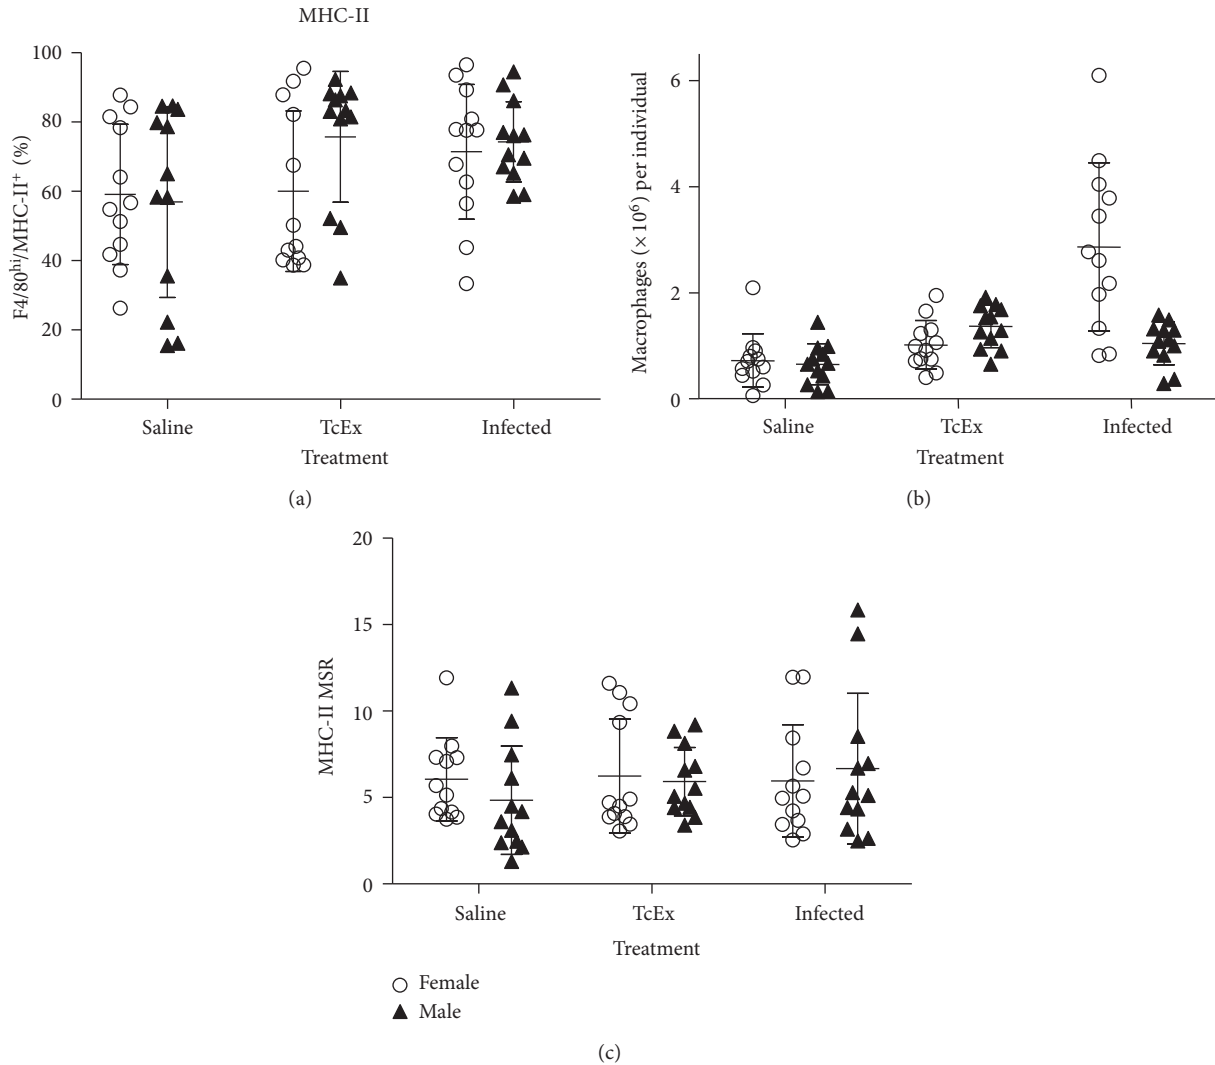 MHC-II
F4/80hi/MHC-II+ (%)
100
80
60
40
20
0
Saline TcEx Infected
Treatment
(a)
Macrophages (×10⁶) per individual
6
4
2
0
Saline TcEx Infected
Treatment
(b)
MHC-II MSR
20
15
10
5
0
Saline TcEx Infected
Treatment
Female
Male
(c)